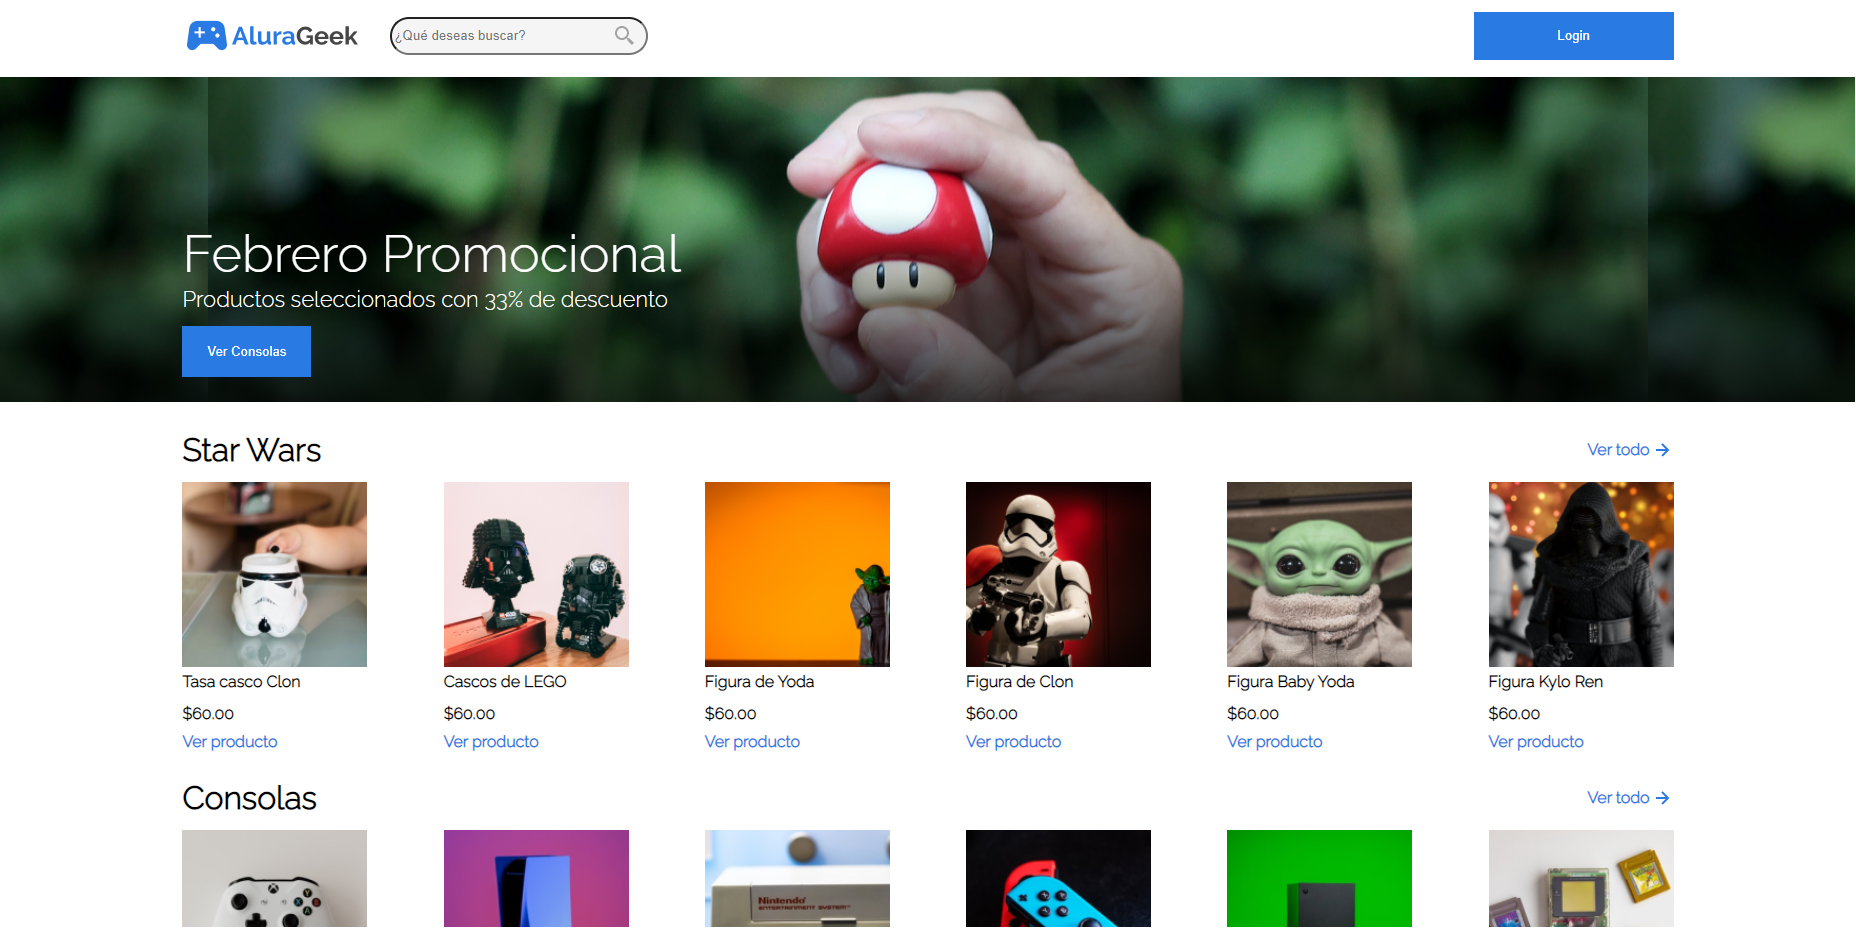 AluraGeek
¿Qué deseas buscar?
Login
Febrero Promocional
Productos seleccionados con 33% de descuento
Ver Consolas
Star Wars
Ver todo
Tasa casco Clon
Cascos de LEGO
Figura de Yoda
Figura de Clon
Figura Baby Yoda
Figura Kylo Ren
$60.00
$60.00
$60.00
$60.00
$60.00
$60.00
Ver producto
Ver producto
Ver producto
Ver producto
Ver producto
Ver producto
Consolas
Ver todo
Nintendo
ENTERTAINMENT SYSTEM™
Y
X
B
A